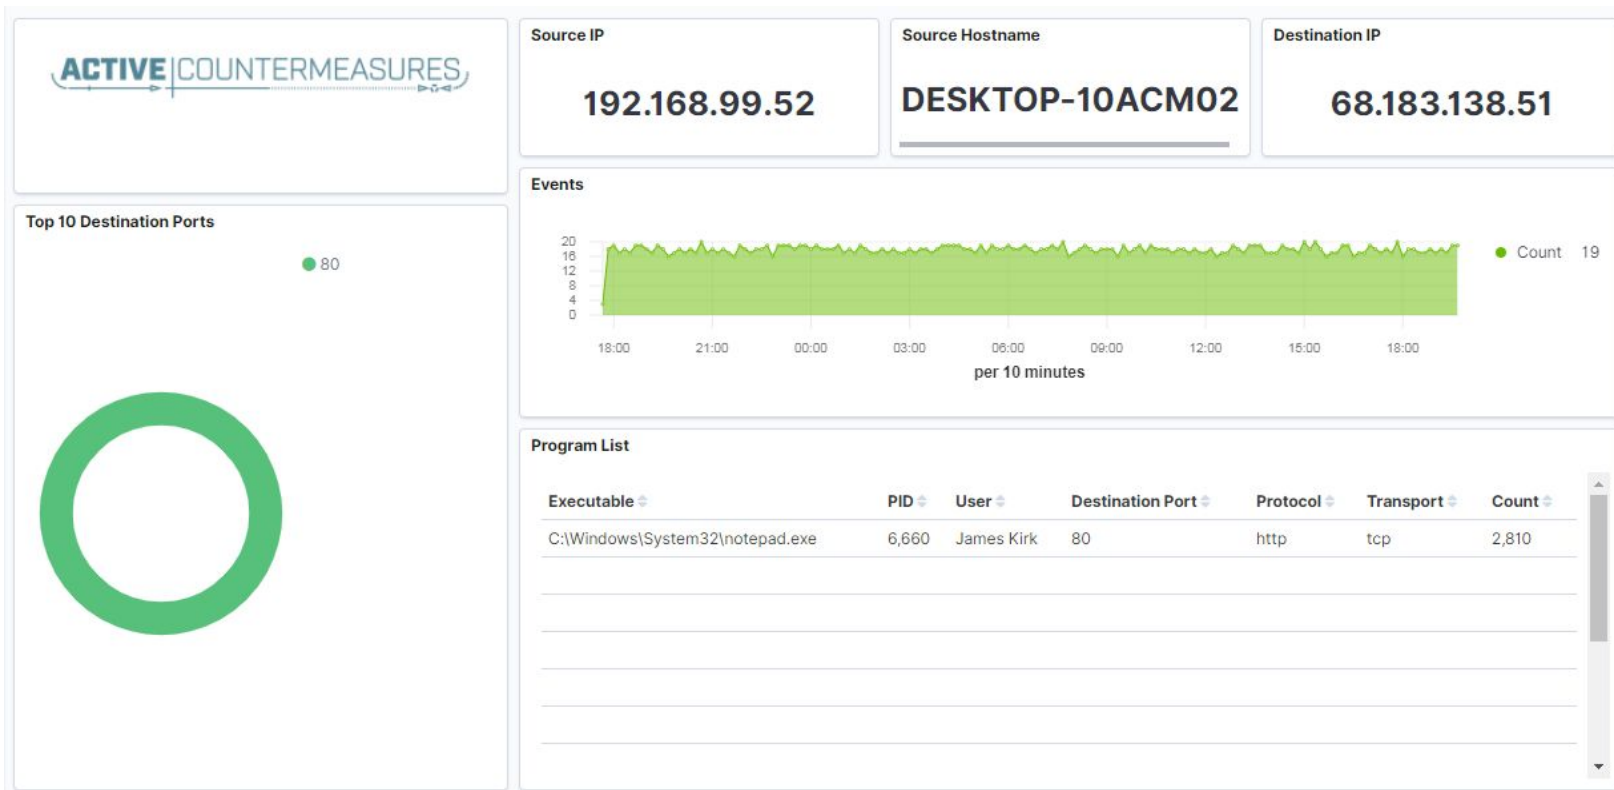 ACTIVE COUNTERMEASURES
Source IP
192.168.99.52
Source Hostname
DESKTOP-10ACM02
Destination IP
68.183.138.51
Top 10 Destination Ports
80
Events
20
16
12
8
4
0
18:00 21:00 00:00 03:00 06:00 09:00 12:00 15:00 18:00
per 10 minutes
Count 19
Program List
Executable PID User Destination Port Protocol Transport Count
C:\Windows\System32\notepad.exe 6,660 James Kirk 80 http tcp 2,810